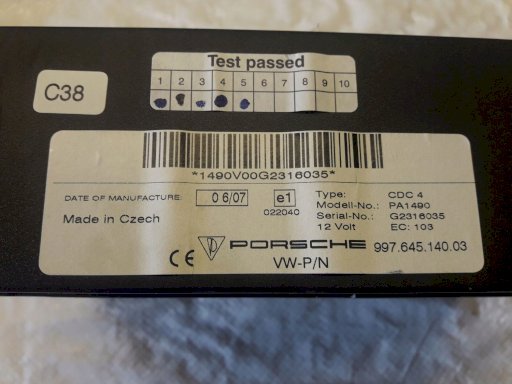 Test passed
1 2 3 4 5 6 7 8 9 10
C38
*1490V00G2316035*
DATE OF MANUFACTURE: 06/07 e1
022040
Made in Czech
Type: CDC 4
Modell-No.: PA1490
Serial-No.: G2316035
12 Volt EC: 103
CE PORSCHE 997.645.140.03
VW-P/N